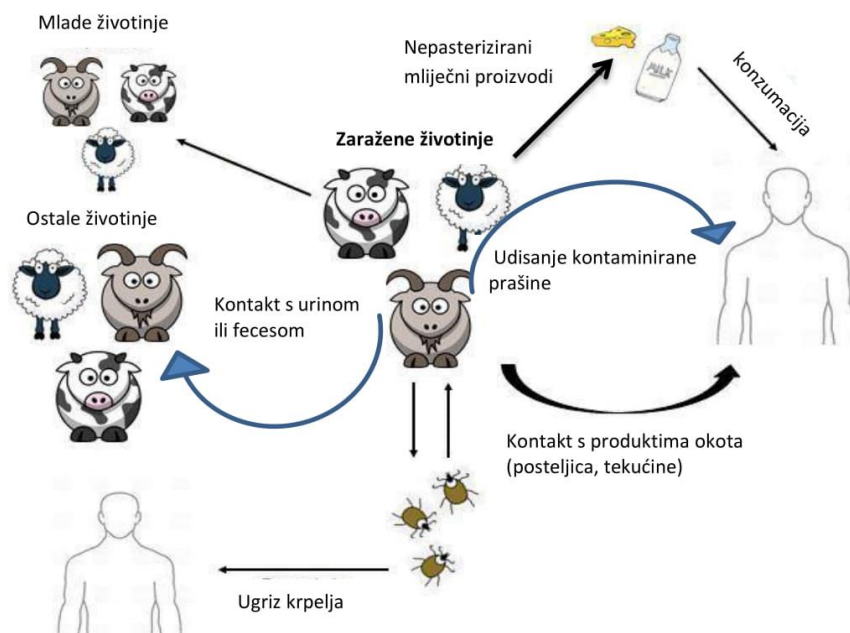 Mlade životinje
Nepasterizirani
mliječni proizvodi
MILK
konzumacija
Zaražene životinje
Ostale životinje
Udisanje kontaminirane
prašine
Kontakt s urinom
ili fecesom
Kontakt s produktima okota
(posteljica, tekućine)
Ugriz krpelja